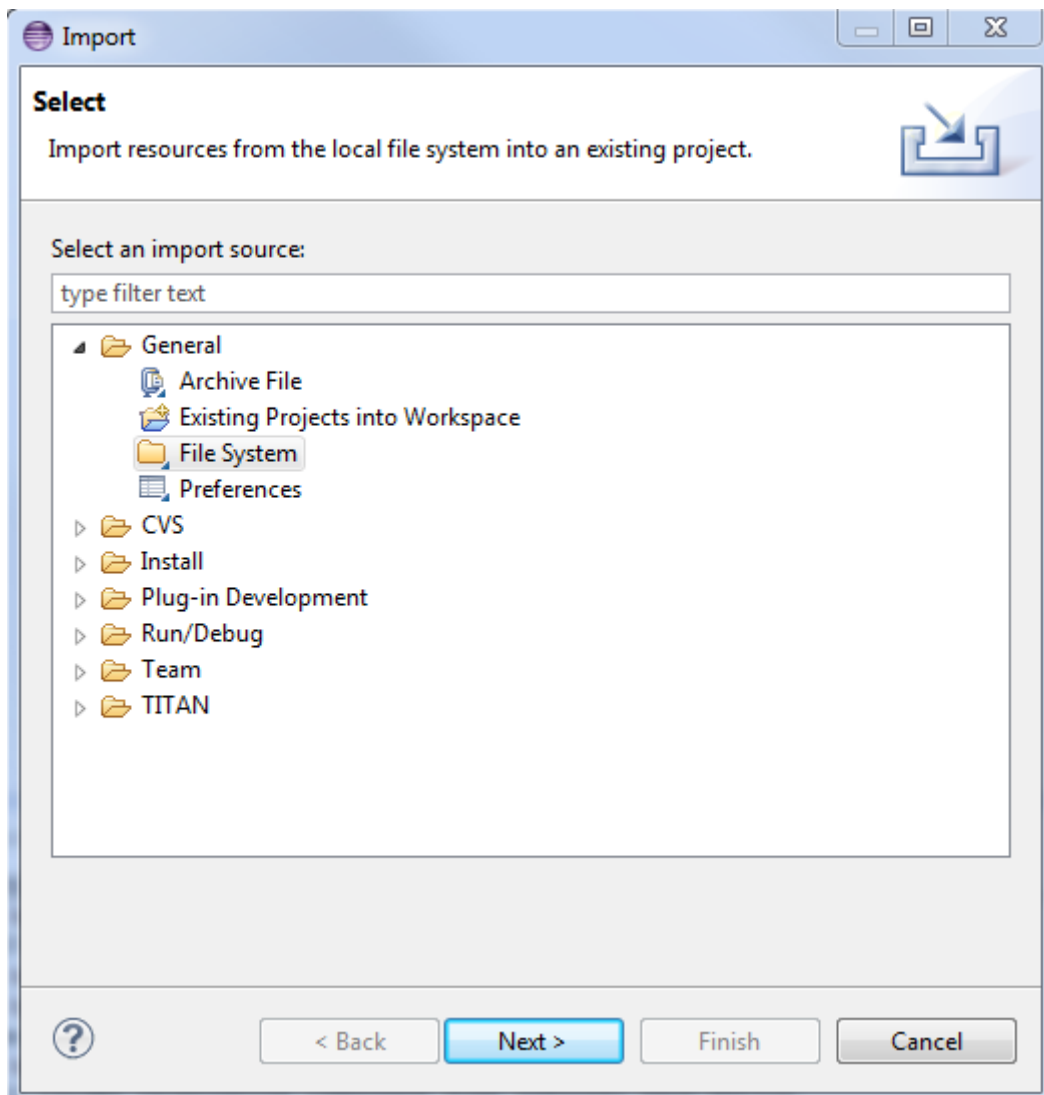 Import
Select
Import resources from the local file system into an existing project.
Select an import source:
type filter text
General
Archive File
Existing Projects into Workspace
File System
Preferences
CVS
Install
Plug-in Development
Run/Debug
Team
TITAN
? < Back Next > Finish Cancel